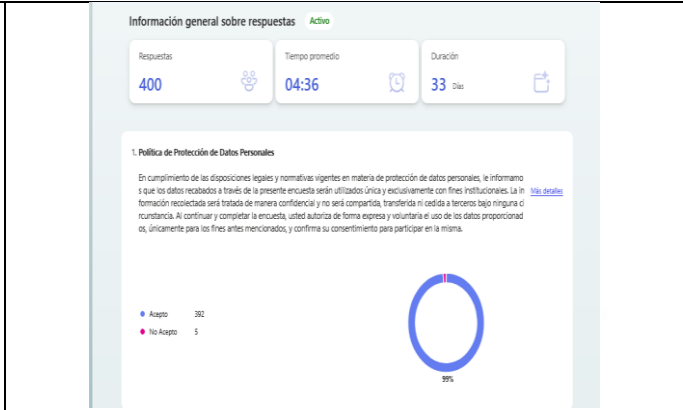 Información general sobre respuestas Activo
Respuestas
400
Tiempo promedio
04:36
Duración
33 Días
1. Política de Protección de Datos Personales
En cumplimiento de las disposiciones legales y normativas vigentes en materia de protección de datos personales, le informamo
s que los datos recabados a través de la presente encuesta serán utilizados única y exclusivamente con fines institucionales. La in
formación recolectada será tratada de manera confidencial y no será compartida, transferida ni cedida a terceros bajo ninguna ci
rcunstancia. Al continuar y completar la encuesta, usted autoriza de forma expresa y voluntaria el uso de los datos proporcionad
os, únicamente para los fines antes mencionados, y confirma su consentimiento para participar en la misma.
Más detalles
Acepto 392
No Acepto 5
99%